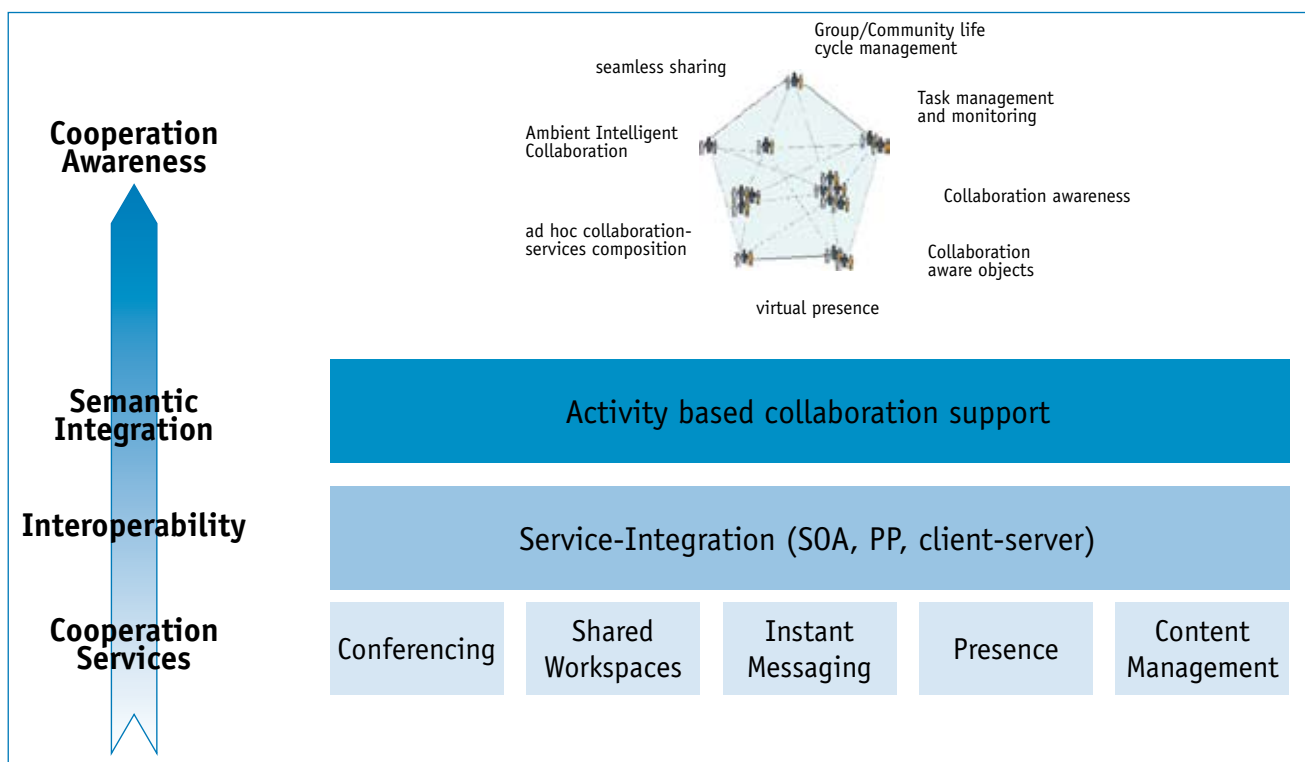 Group/Community life
cycle management
seamless sharing
Task management
and monitoring
Cooperation
Awareness
Ambient Intelligent
Collaboration
Collaboration awareness
ad hoc collaboration-
services composition
Collaboration
aware objects
virtual presence
Semantic
Integration
Activity based collaboration support
Interoperability
Service-Integration (SOA, PP, client-server)
Cooperation
Services
Conferencing
Shared
Workspaces
Instant
Messaging
Presence
Content
Management